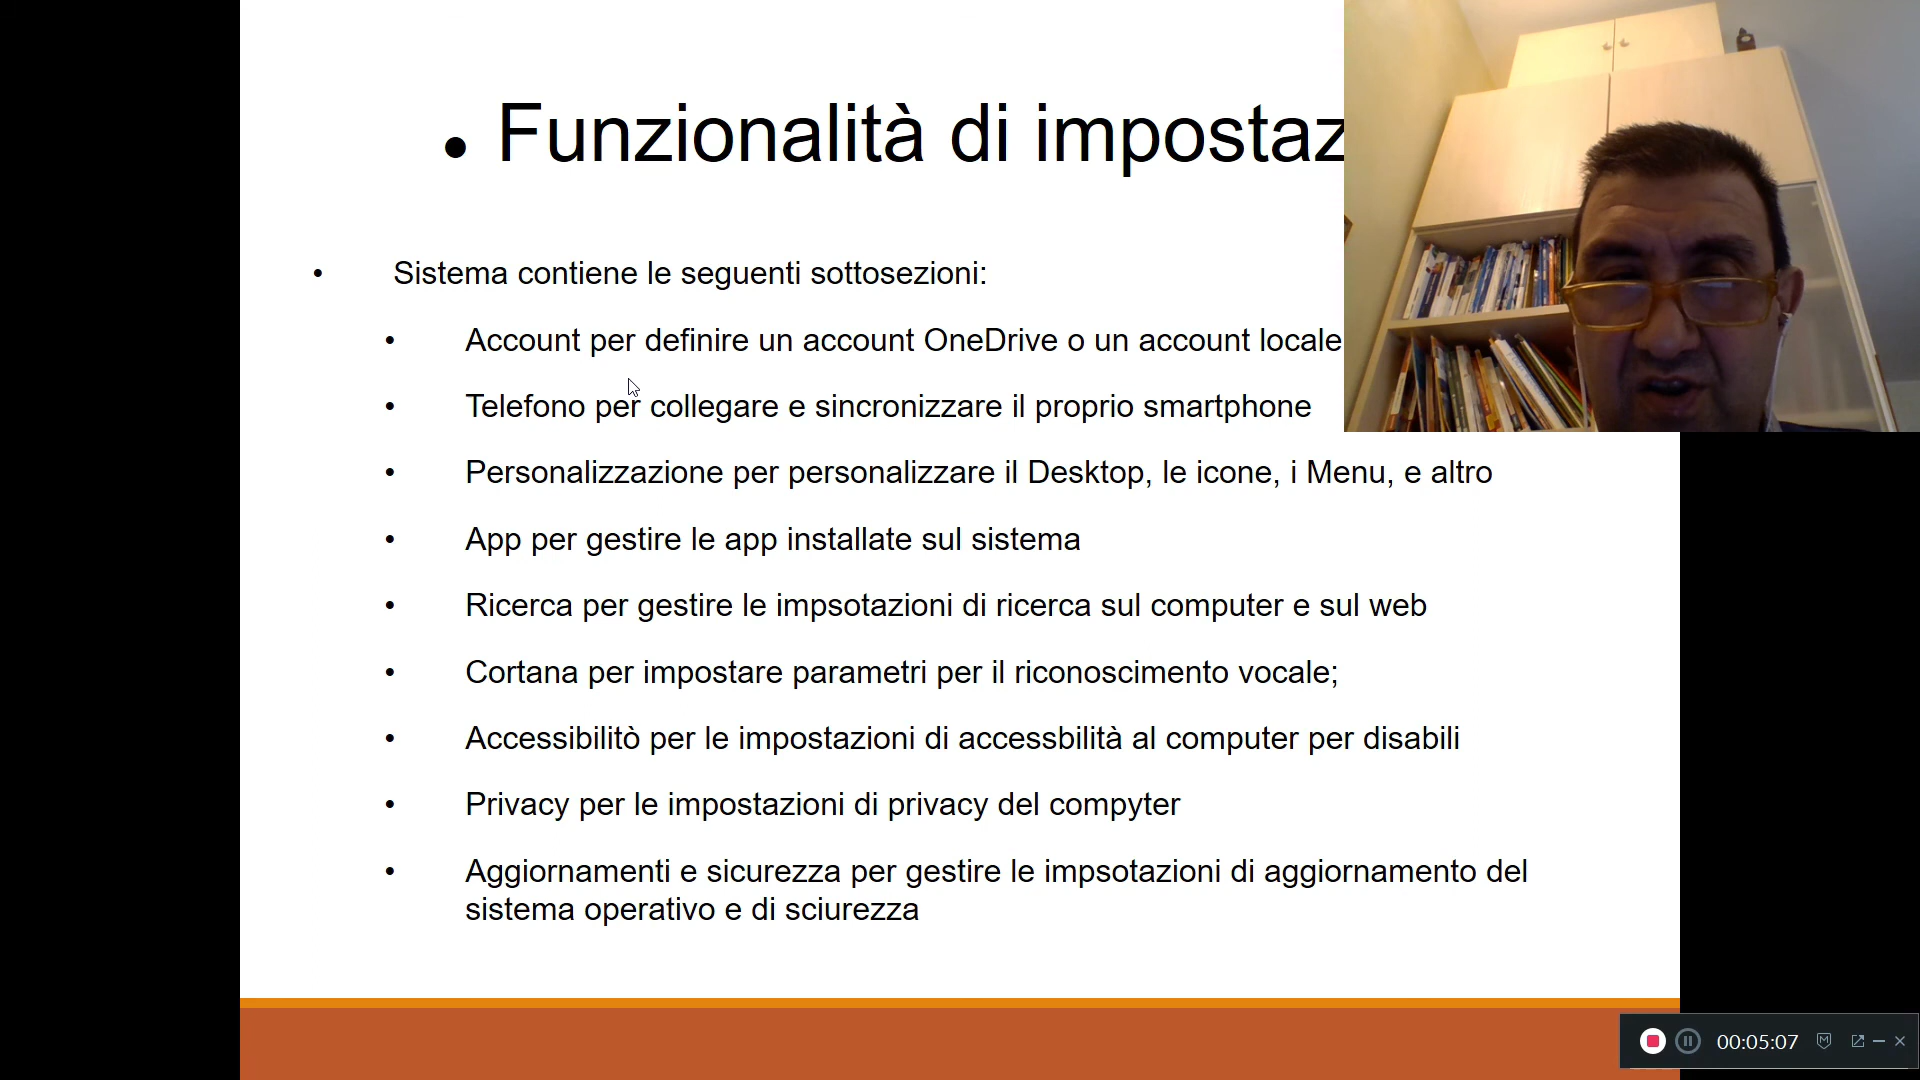 • Funzionalità di impostaz
• Sistema contiene le seguenti sottosezioni:
• Account per definire un account OneDrive o un account locale
• Telefono per collegare e sincronizzare il proprio smartphone
• Personalizzazione per personalizzare il Desktop, le icone, i Menu, e altro
• App per gestire le app installate sul sistema
• Ricerca per gestire le impsotazioni di ricerca sul computer e sul web
• Cortana per impostare parametri per il riconoscimento vocale;
• Accessibilitò per le impostazioni di accessbilità al computer per disabili
• Privacy per le impostazioni di privacy del compyter
• Aggiornamenti e sicurezza per gestire le impsotazioni di aggiornamento del
sistema operativo e di sciurezza
00:05:07